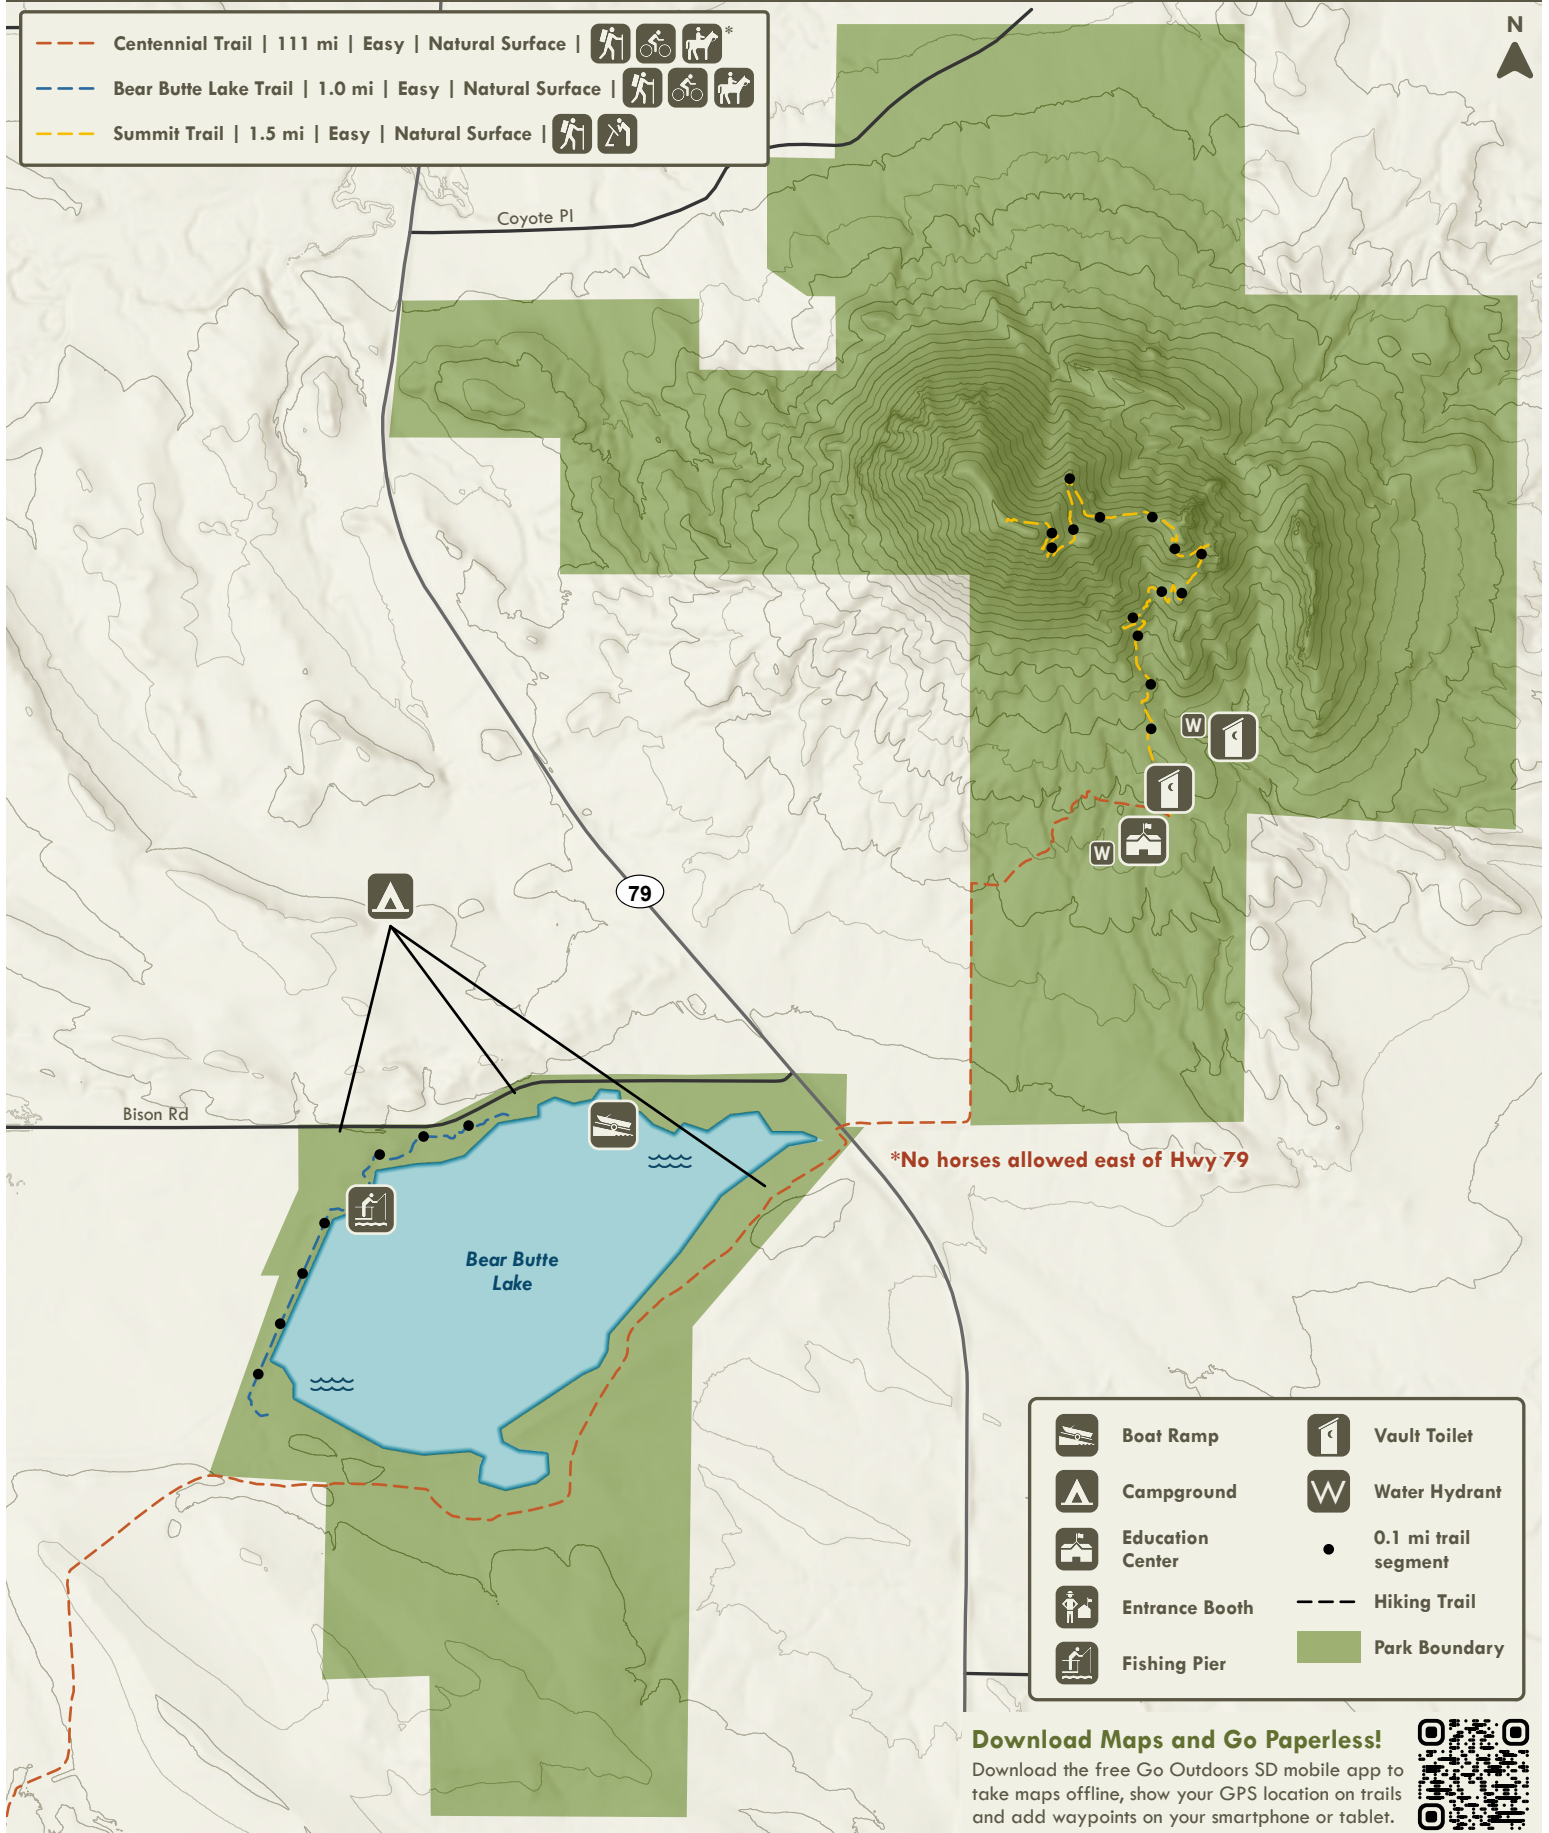 Centennial Trail | 111 mi | Easy | Natural Surface | *
Bear Butte Lake Trail | 1.0 mi | Easy | Natural Surface |
Summit Trail | 1.5 mi | Easy | Natural Surface |
N
Coyote Pl
W
W
79
Bison Rd
*No horses allowed east of Hwy 79
Bear Butte
Lake
Boat Ramp
Campground
Education
Center
Entrance Booth
Fishing Pier
Vault Toilet
W Water Hydrant
0.1 mi trail
segment
Hiking Trail
Park Boundary
Download Maps and Go Paperless!
Download the free Go Outdoors SD mobile app to
take maps offline, show your GPS location on trails
and add waypoints on your smartphone or tablet.